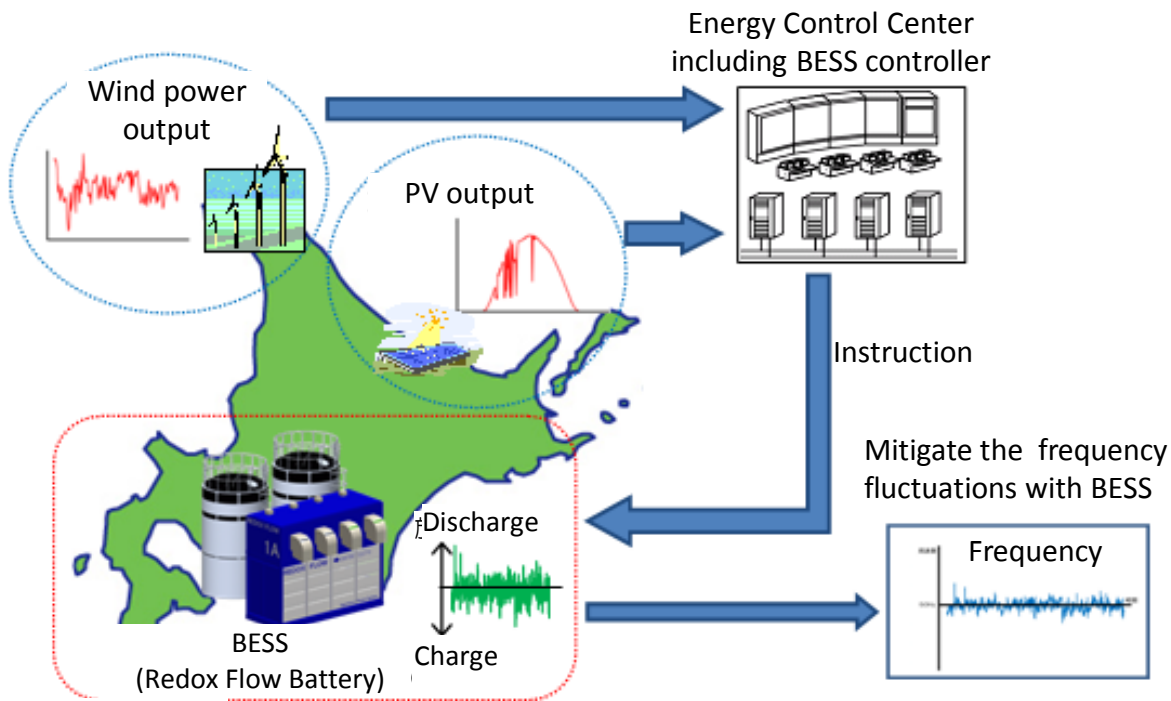 Energy Control Center
including BESS controller
Wind power
output
PV output
Instruction
Mitigate the frequency
fluctuations with BESS
Discharge
Frequency
1A
BESS
(Redox Flow Battery)
Charge